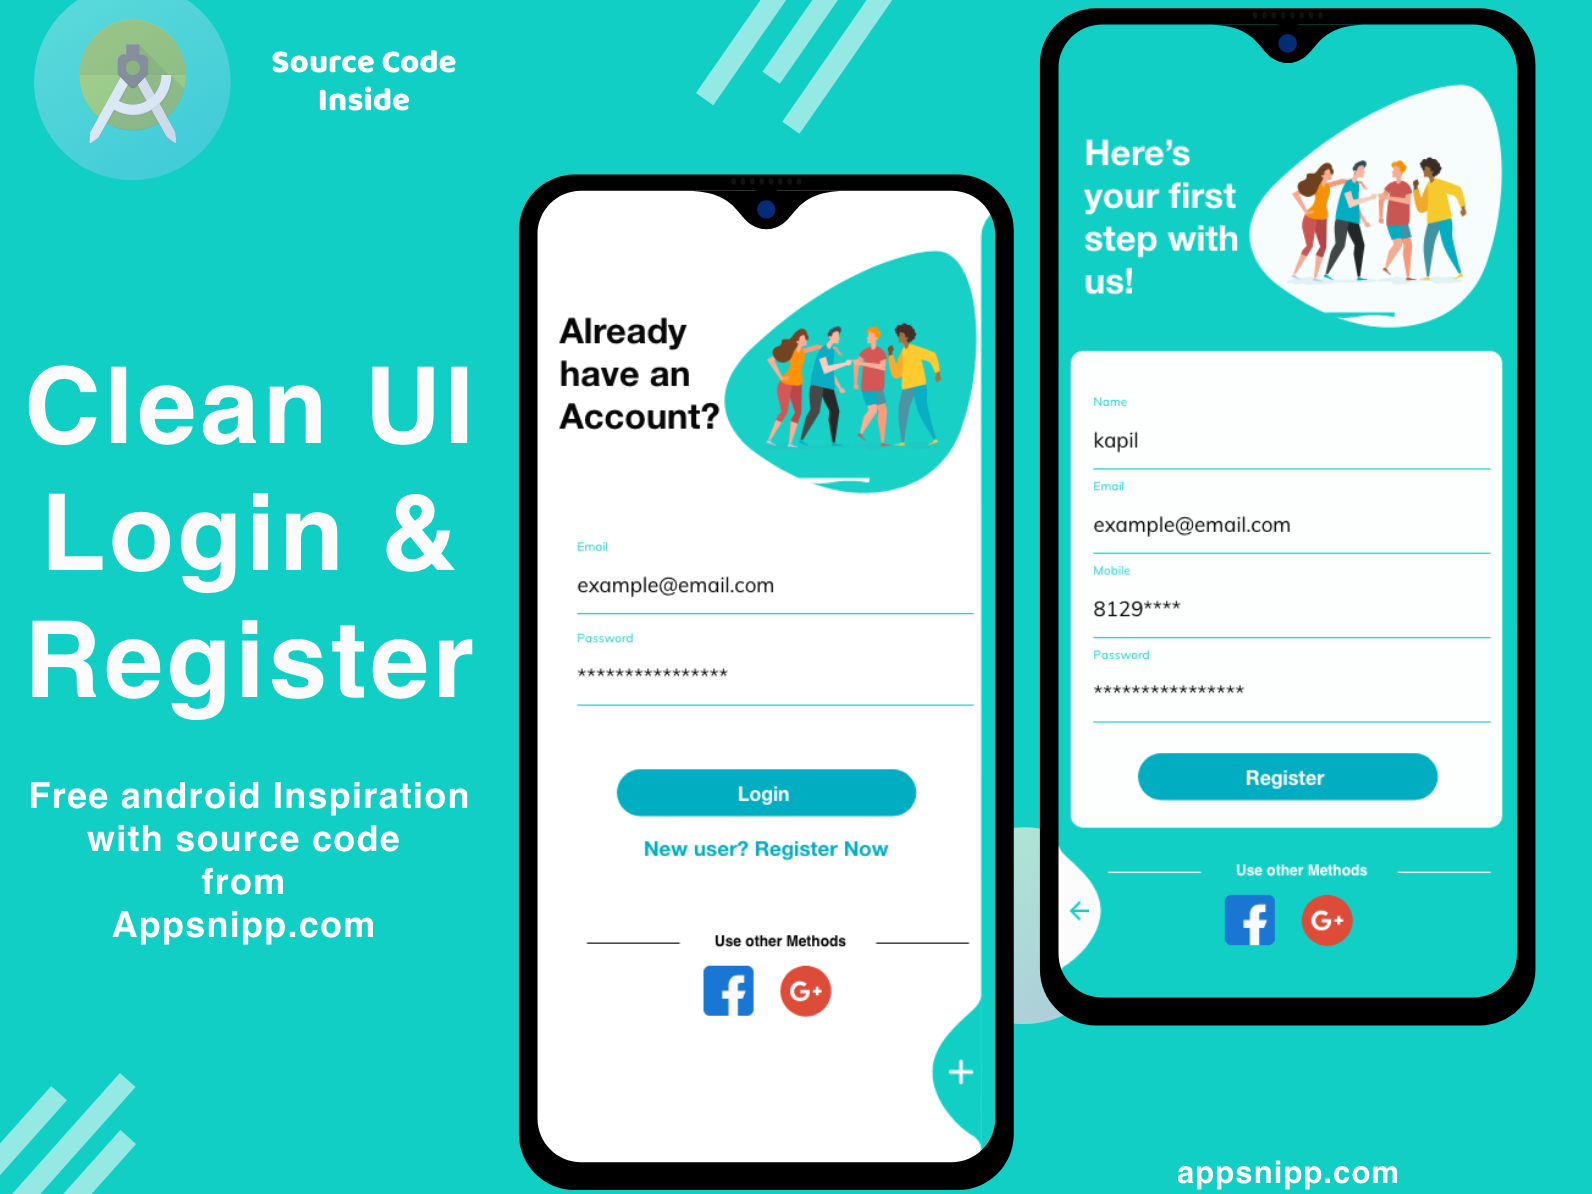 Source Code
Inside
Clean UI
Login &
Register
Free android Inspiration
with source code
from
Appsnipp.com
Already
have an
Account?
Email
example@email.com
Password
****************
Login
New user? Register Now
Use other Methods
f
G+
+
Here's
your first
step with
us!
Name
kapil
Email
example@email.com
Mobile
8129****
Password
****************
Register
Use other Methods
f
G+
appsnipp.com